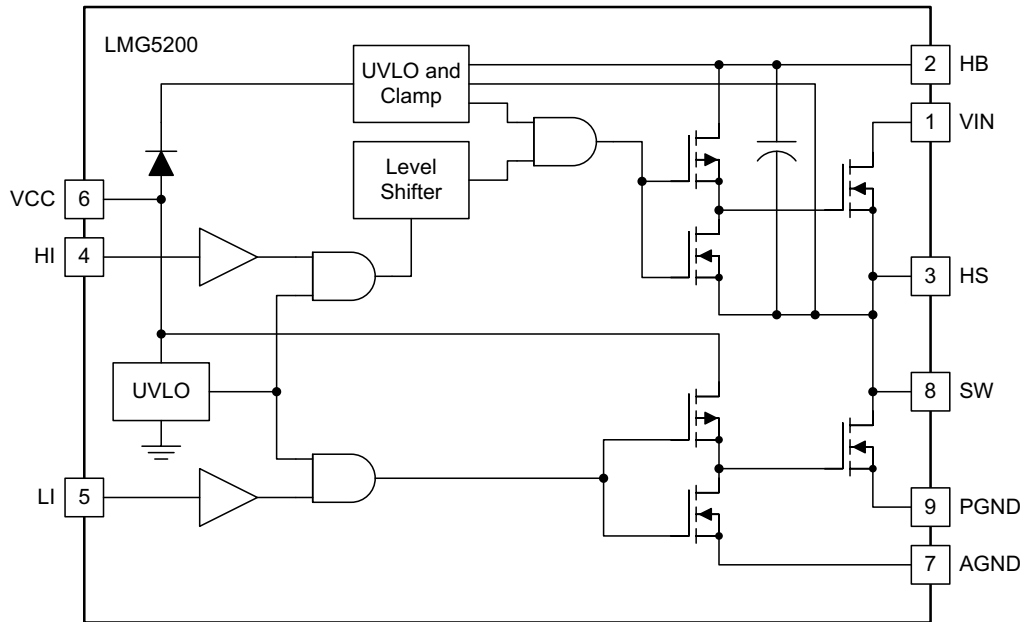 LMG5200
UVLO and
Clamp
2 HB
1 VIN
Level
Shifter
VCC 6
HI 4
3 HS
UVLO
8 SW
LI 5
9 PGND
7 AGND